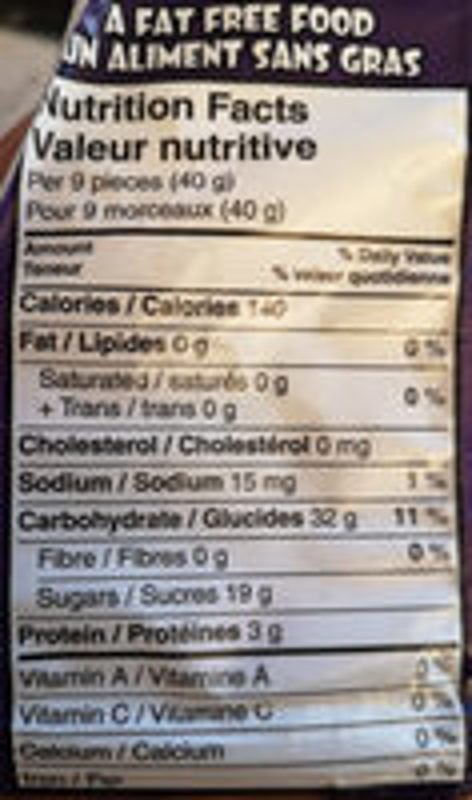 A FAT FREE FOOD
UN ALIMENT SANS GRAS
Nutrition Facts
Valeur nutritive
Per 9 pieces (40 g)
Pour 9 morceaux (40 g)
Amount % Daily Value
Teneur % valeur quotidienne
Calories / Calories 140
Fat / Lipides 0 g 0 %
Saturated / saturés 0 g
+ Trans / trans 0 g 0 %
Cholesterol / Cholestérol 0 mg
Sodium / Sodium 15 mg 1 %
Carbohydrate / Glucides 32 g 11 %
Fibre / Fibres 0 g 0 %
Sugars / Sucres 19 g
Protein / Protéines 3 g
Vitamin A / Vitamine A 0 %
Vitamin C / Vitamine C 0 %
Calcium / Calcium 0 %
Iron / Fer 0 %